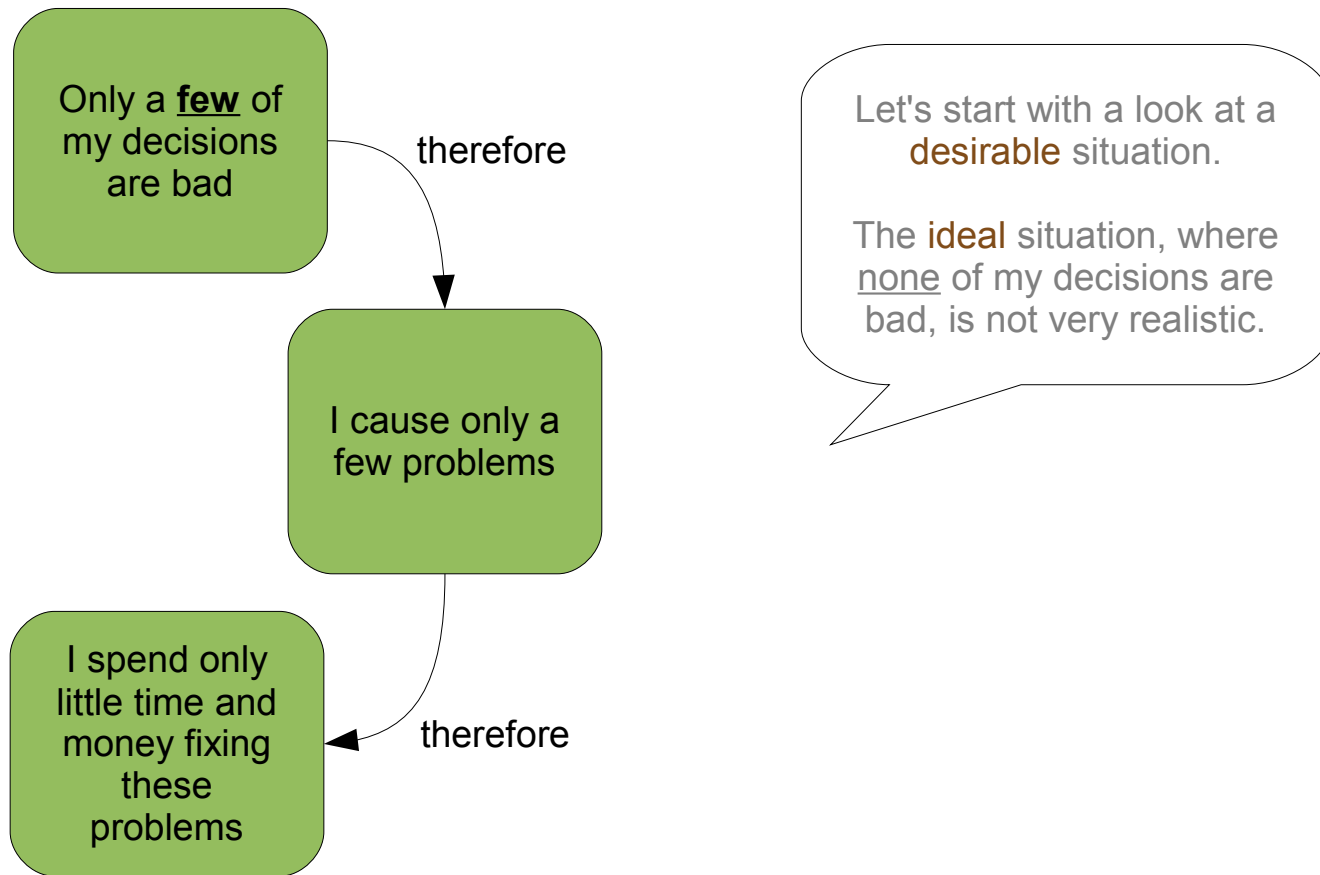 Only a few of
my decisions
are bad
therefore
I cause only a
few problems
therefore
I spend only
little time and
money fixing
these
problems
Let's start with a look at a
desirable situation.
The ideal situation, where
none of my decisions are
bad, is not very realistic.